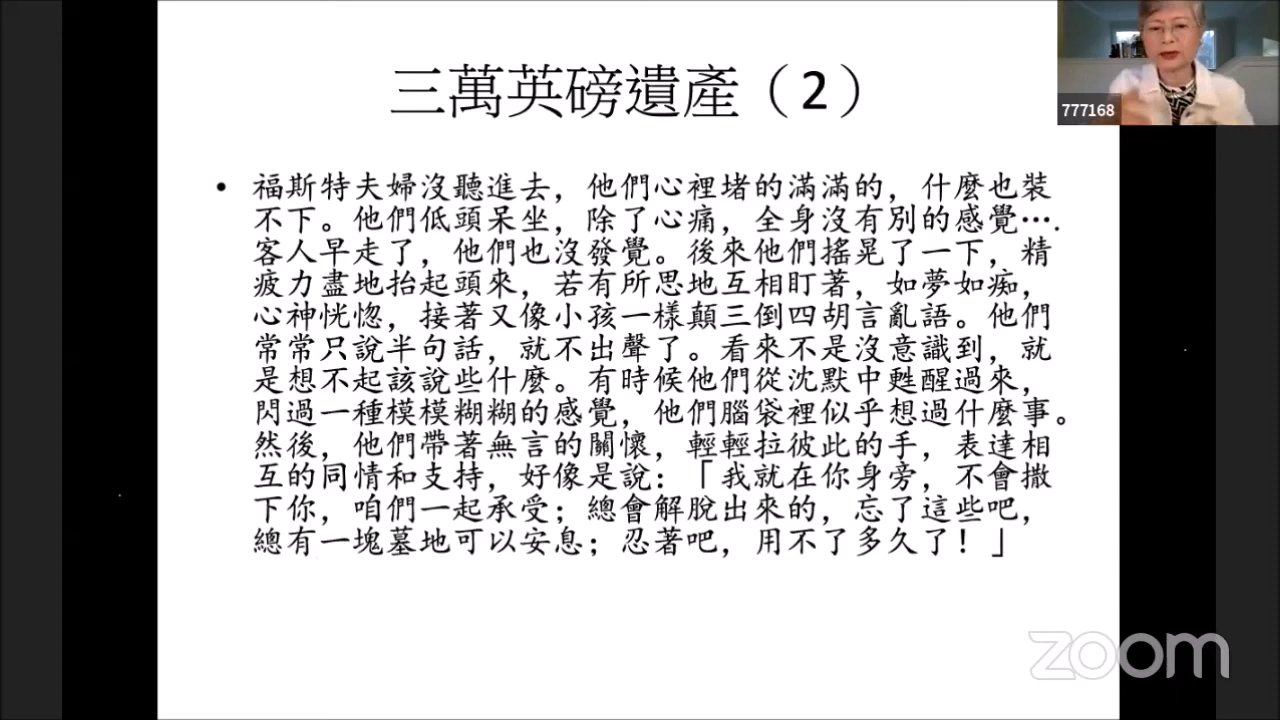 三萬英磅遺產（2）
777168
• 福斯特夫婦沒聽進去，他們心裡堵的滿滿的，什麼也裝
不下。他們低頭呆坐，除了心痛，全身沒有別的感覺….
客人早走了，他們也沒發覺。後來他們搖晃了一下，精
疲力盡地抬起頭來，若有所思地互相盯著，如夢如痴，
心神恍惚，接著又像小孩一樣顛三倒四胡言亂語。他們
常常只說半句話，就不出聲了。看來不是沒意識到，就
是想不起該說些什麼。有時候他們從沈默中甦醒過來，
閃過一種模模糊糊的感覺，他們腦袋裡似乎想過什麼事。
然後，他們帶著無言的關懷，輕輕拉彼此的手，表達相
互的同情和支持，好像是說：「我就在你身旁，不會撒
下你，咱們一起承受；總會解脫出來的，忘了這些吧，
總有一塊墓地可以安息；忍著吧，用不了多久了！」
zoom